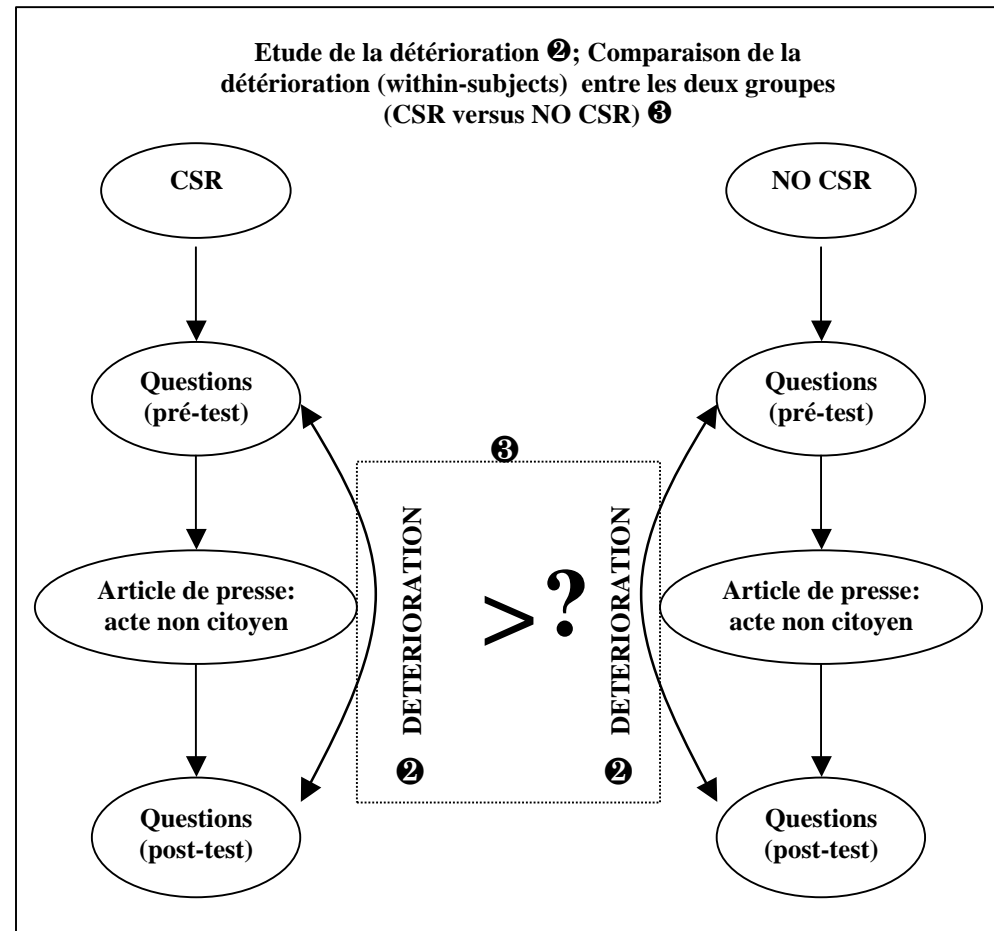 Etude de la détérioration ❷; Comparaison de la
détérioration (within-subjects) entre les deux groupes
(CSR versus NO CSR) ❸
CSR
NO CSR
Questions
(pré-test)
Questions
(pré-test)
❸
DETERIORATION
>?
DETERIORATION
Article de presse:
acte non citoyen
Article de presse:
acte non citoyen
❷
❷
Questions
(post-test)
Questions
(post-test)